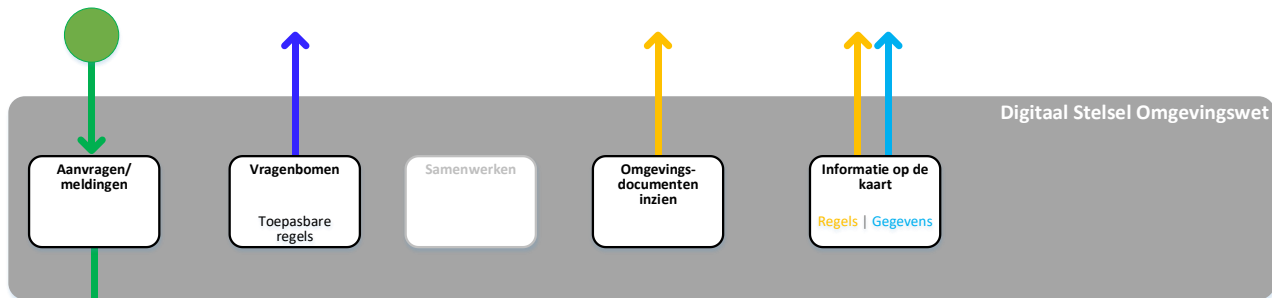 Digitaal Stelsel Omgevingswet
Aanvragen/
meldingen
Vragenbomen
Toepasbare
regels
Samenwerken
Omgevings-
documenten
inzien
Informatie op de
kaart
Regels | Gegevens